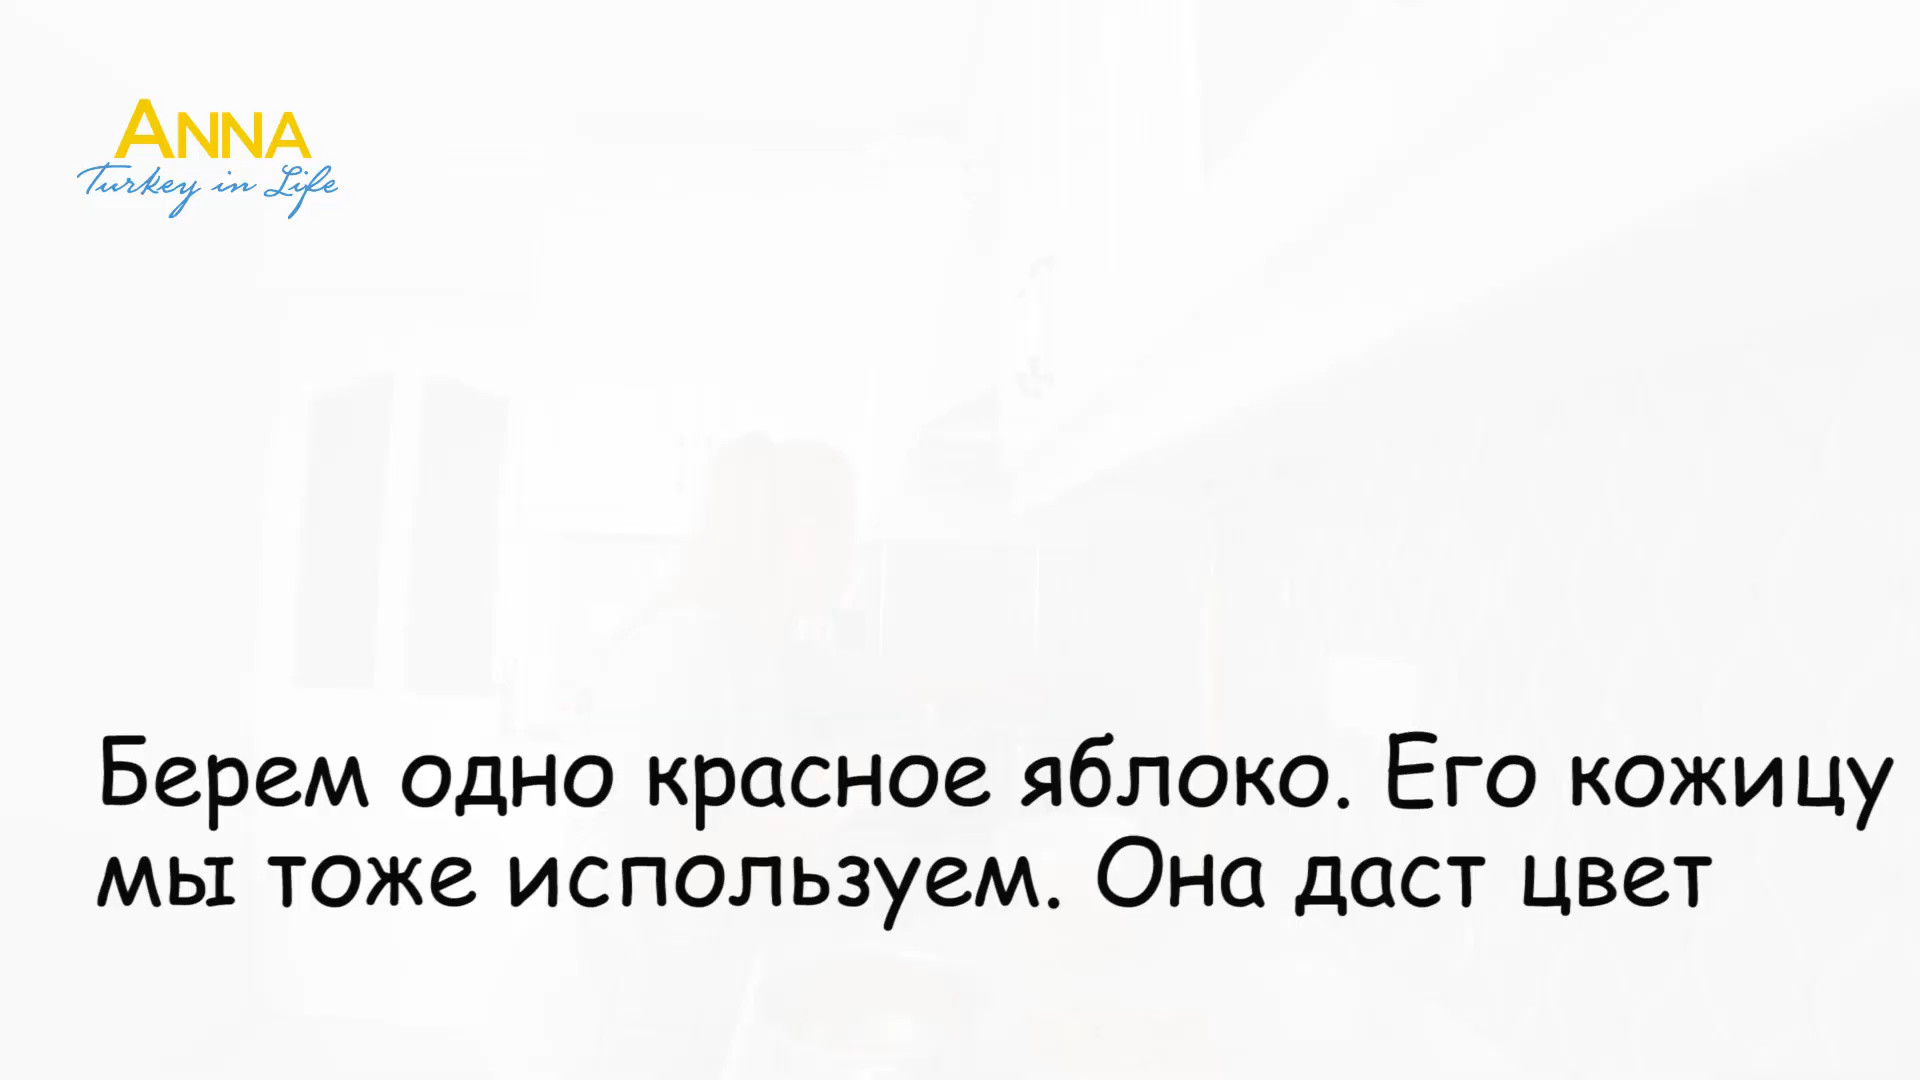 ANNA
Turkey in Life
Берем одно красное яблоко. Его кожицу
мы тоже используем. Она даст цвет